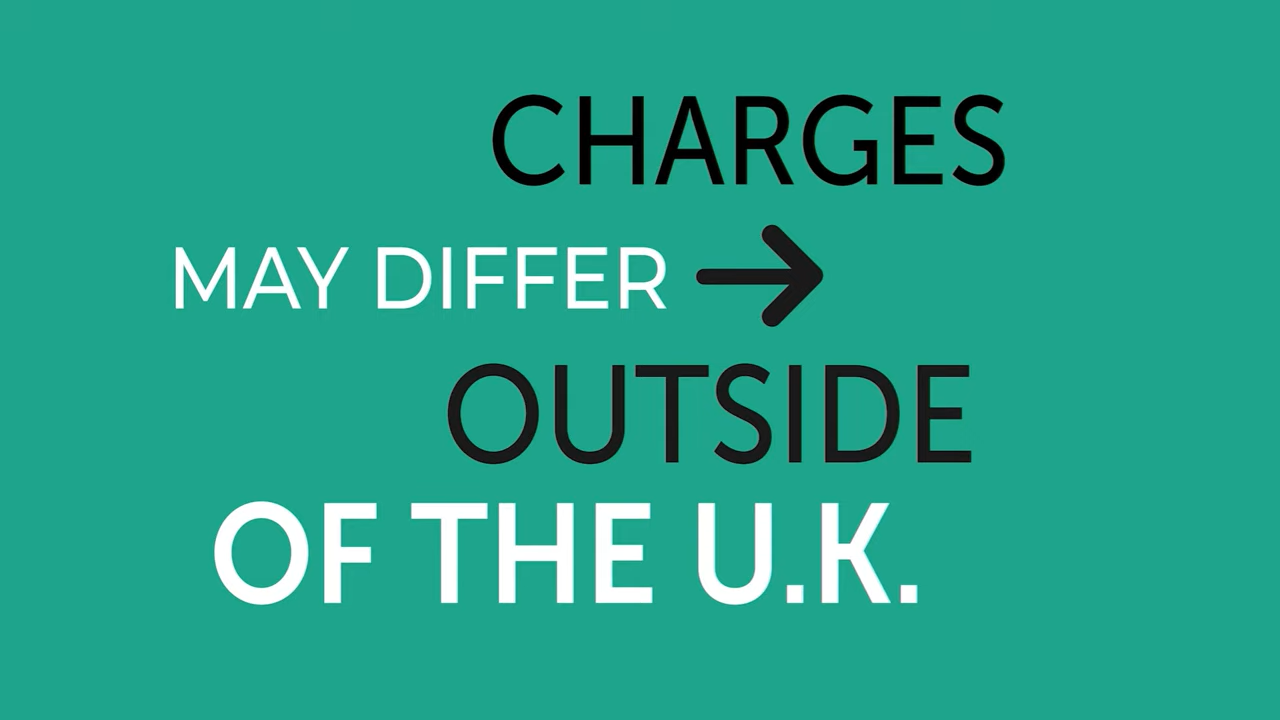 CHARGES
MAY DIFFER
OUTSIDE
OF THE U.K.